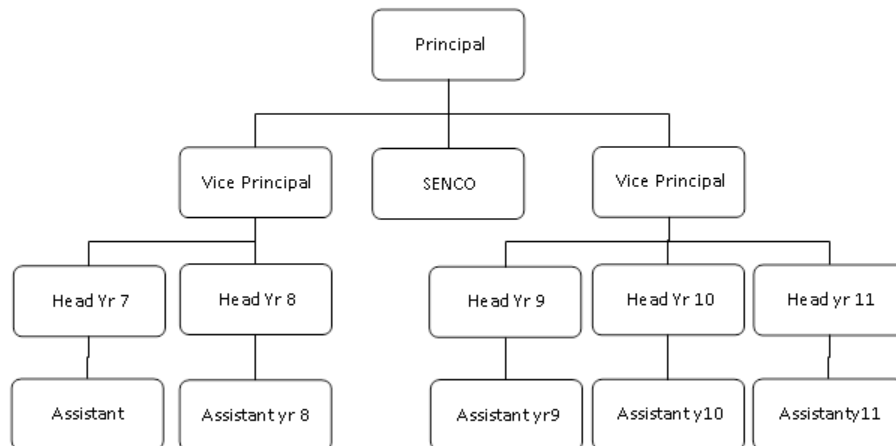 Principal
Vice Principal
SENCO
Vice Principal
Head Yr 7
Head Yr 8
Head Yr 9
Head Yr 10
Head yr 11
Assistant
Assistant yr 8
Assistant yr9
Assistant y10
Assistanty11